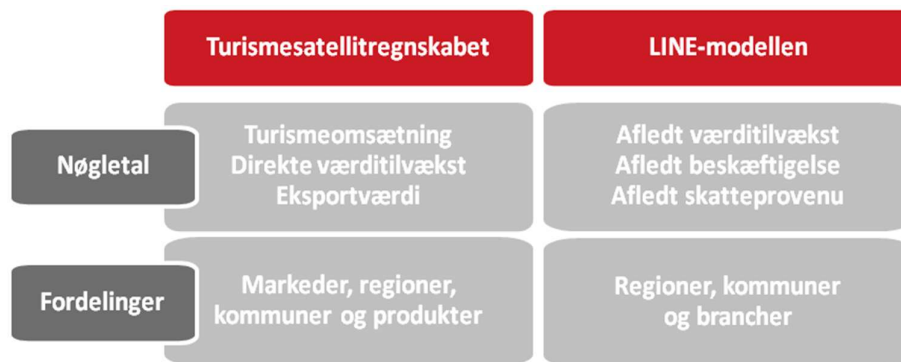 Turismesatellitregnskabet
LINE-modellen
Nøgletal
Turismeomsætning
Direkte værditilvækst
Eksportværdi
Afledt værditilvækst
Afledt beskæftigelse
Afledt skatteprovenu
Fordelinger
Markeder, regioner,
kommuner og produkter
Regioner, kommuner
og brancher